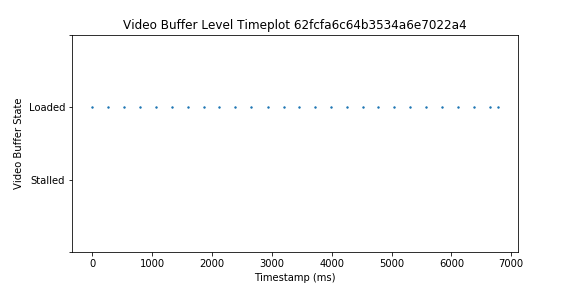 Video Buffer Level Timeplot 62fcfa6c64b3534a6e7022a4
Video Buffer State
Loaded
Stalled
0 1000 2000 3000 4000 5000 6000 7000
Timestamp (ms)